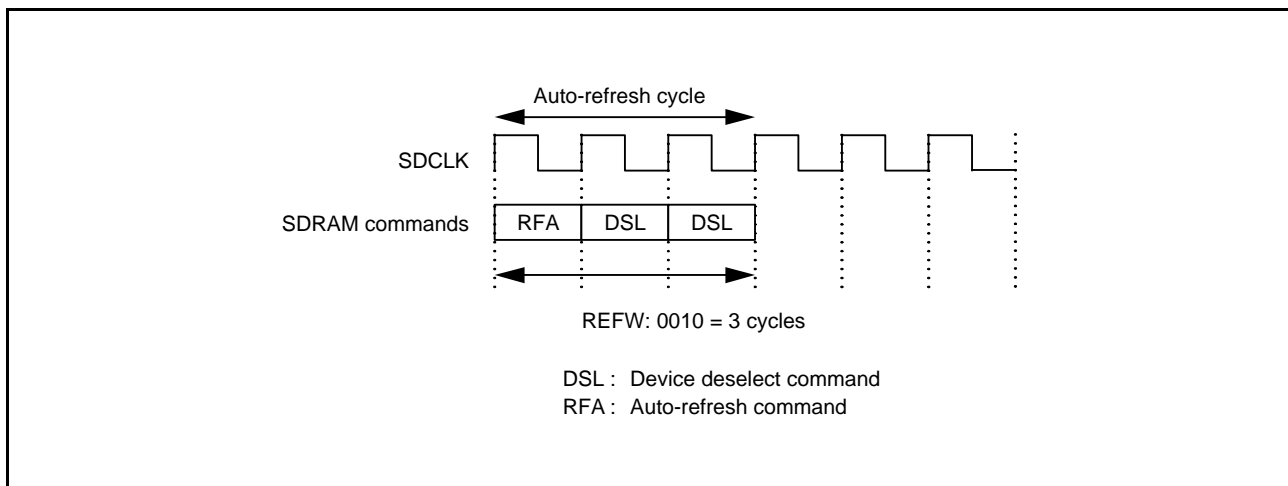 Auto-refresh cycle
SDCLK
SDRAM commands RFA DSL DSL
REFW: 0010 = 3 cycles
DSL : Device deselect command
RFA : Auto-refresh command